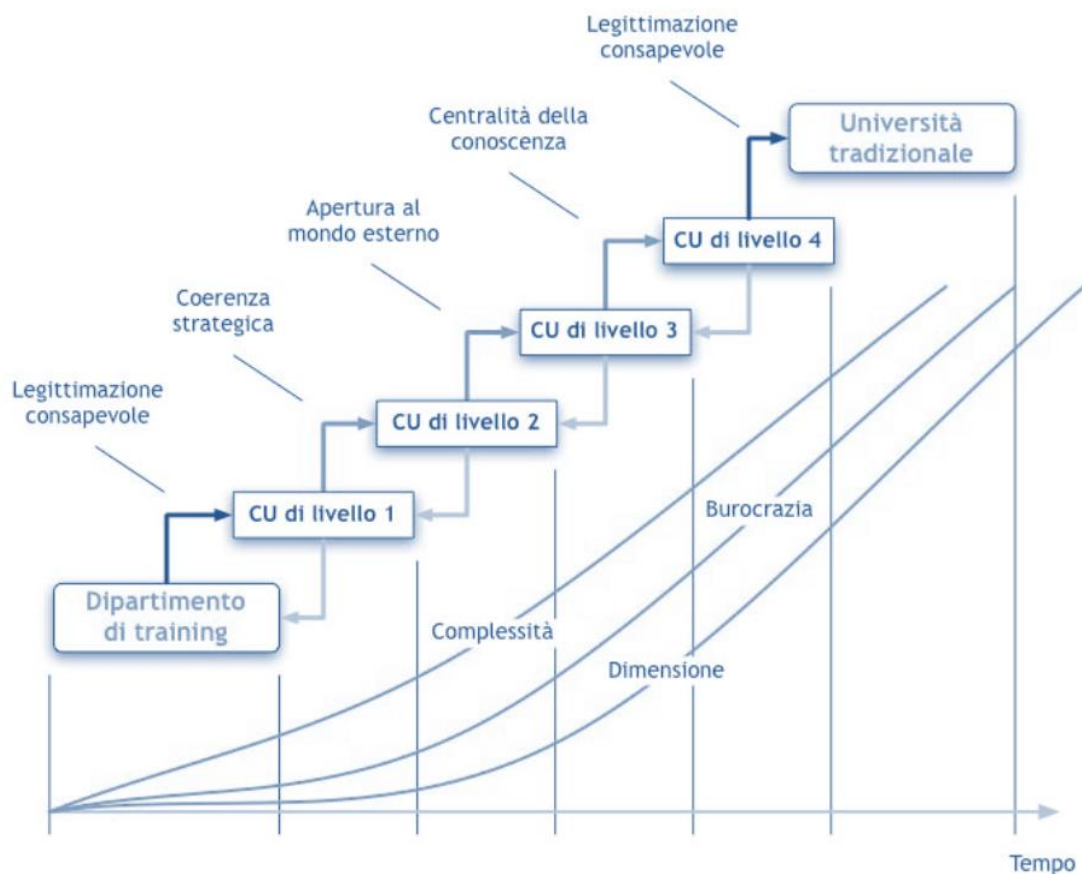 Legittimazione
consapevole
Centralità della
conoscenza
Università
tradizionale
Apertura al
mondo esterno
CU di livello 4
Coerenza
strategica
CU di livello 3
Legittimazione
consapevole
CU di livello 2
CU di livello 1
Burocrazia
Dipartimento
di training
Complessità
Dimensione
Tempo